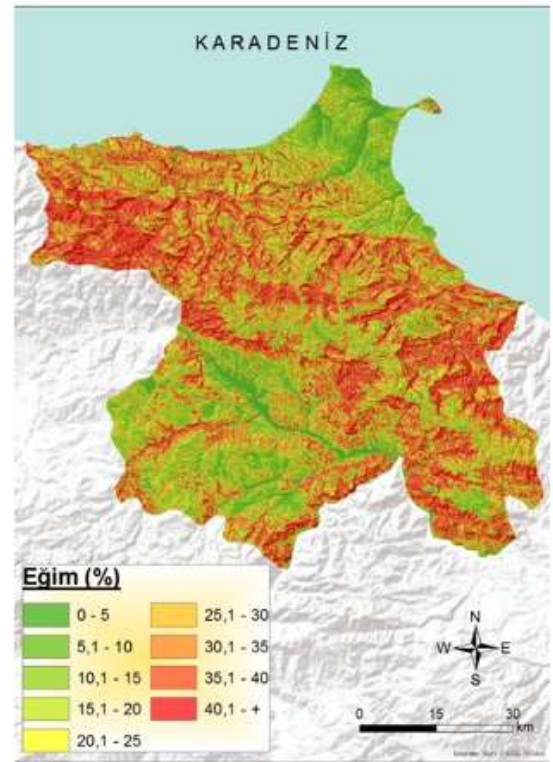 KARADENİZ
Eğim (%)
0 - 5
5,1 - 10
10,1 - 15
15,1 - 20
20,1 - 25
25,1 - 30
30,1 - 35
35,1 - 40
40,1 - +
N
W E
S
0 15 30
km